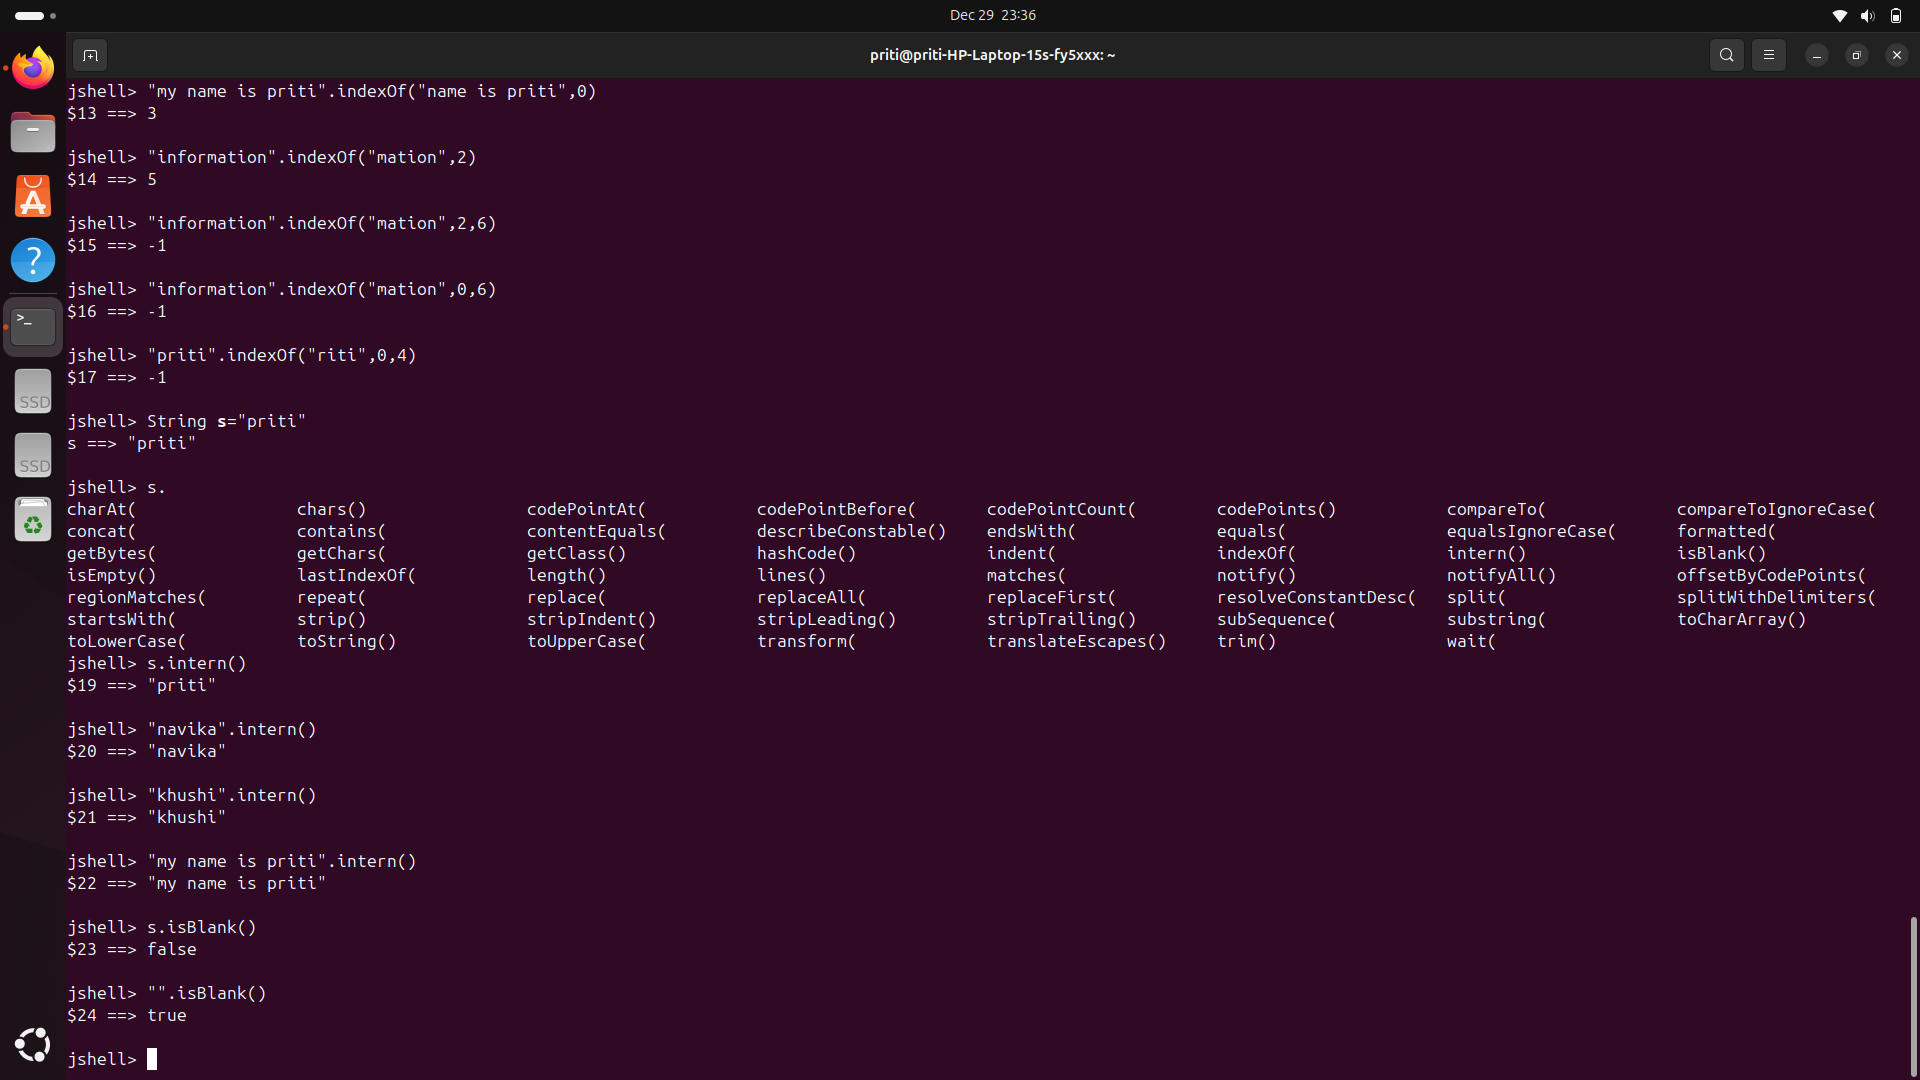 Dec 29 23:36
priti@priti-HP-Laptop-15s-fy5xxx: ~
jshell> "my name is priti".indexOf("name is priti",0)
$13 ==> 3
jshell> "information".indexOf("mation",2)
$14 ==> 5
jshell> "information".indexOf("mation",2,6)
$15 ==> -1
jshell> "information".indexOf("mation",0,6)
$16 ==> -1
jshell> "priti".indexOf("riti",0,4)
$17 ==> -1
jshell> String s="priti"
s ==> "priti"
jshell> s.
charAt( chars() codePointAt( codePointBefore( codePointCount( codePoints() compareTo( compareToIgnoreCase(
concat( contains( contentEquals( describeConstable() endsWith( equals( equalsIgnoreCase( formatted(
getBytes( getChars( getClass() hashCode() indent( indexOf( intern() isBlank()
isEmpty() lastIndexOf( length() lines() matches( notify() notifyAll() offsetByCodePoints(
regionMatches( repeat( replace( replaceAll( replaceFirst( resolveConstantDesc( split( splitWithDelimiters(
startsWith( strip() stripIndent() stripLeading() stripTrailing() subSequence( substring( toCharArray()
toLowerCase( toString() toUpperCase( transform( translateEscapes() trim() wait(
jshell> s.intern()
$19 ==> "priti"
jshell> "navika".intern()
$20 ==> "navika"
jshell> "khushi".intern()
$21 ==> "khushi"
jshell> "my name is priti".intern()
$22 ==> "my name is priti"
jshell> s.isBlank()
$23 ==> false
jshell> "".isBlank()
$24 ==> true
jshell>
A
?
>_
SSD
SSD